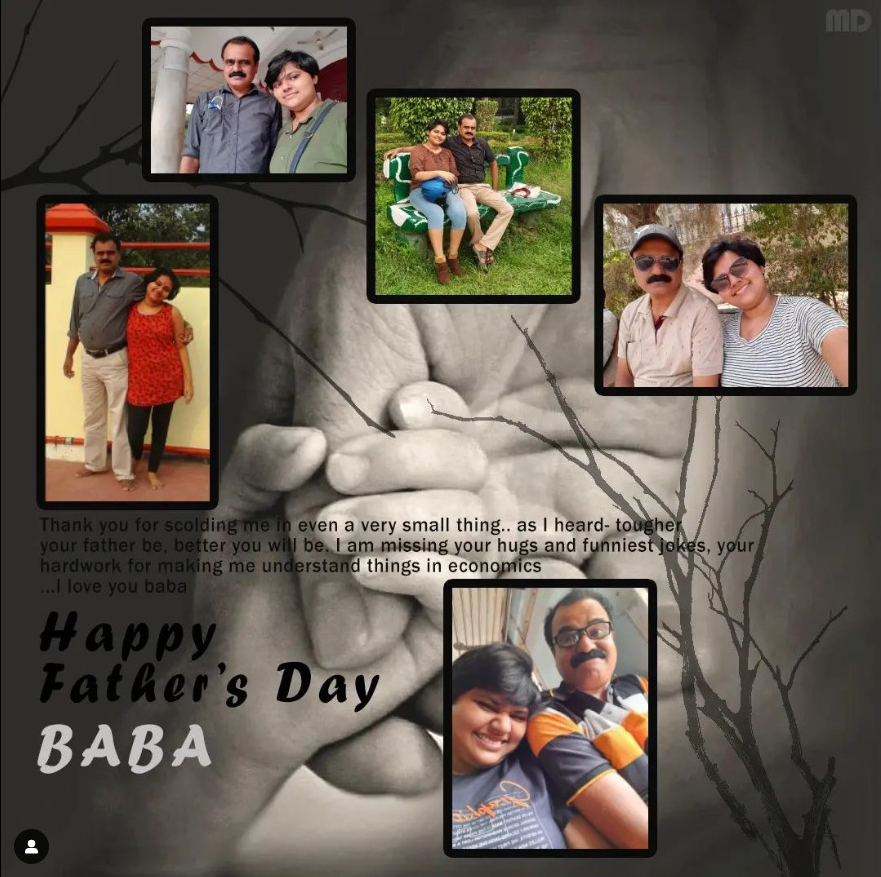 MD
Thank you for scolding me in even a very small thing.. as I heard- tougher
your father be, better you will be. I am missing your hugs and funniest jokes, your
hardwork for making me understand things in economics
...I love you baba
Happy
Father's Day
BABA